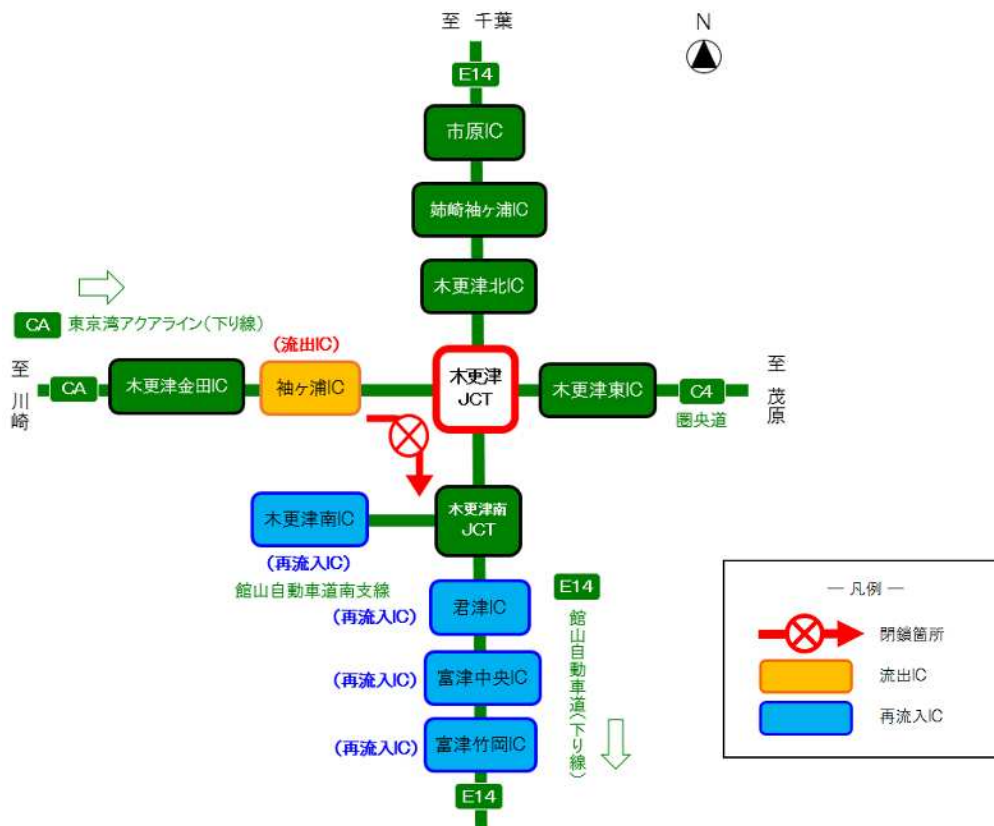 至 千葉
N
E14
市原IC
姉崎袖ヶ浦IC
木更津北IC
CA 東京湾アクアライン(下り線)
(流出IC)
至 川崎
CA
木更津金田IC
袖ヶ浦IC
木更津
JCT
木更津東IC
C4
圏央道
至 茂原
木更津南IC
木更津南
JCT
(再流入IC)
館山自動車道南支線
(再流入IC)
君津IC
E14
館山自動車道(下り線)
(再流入IC)
富津中央IC
(再流入IC)
富津竹岡IC
E14
― 凡例 ―
閉鎖箇所
流出IC
再流入IC